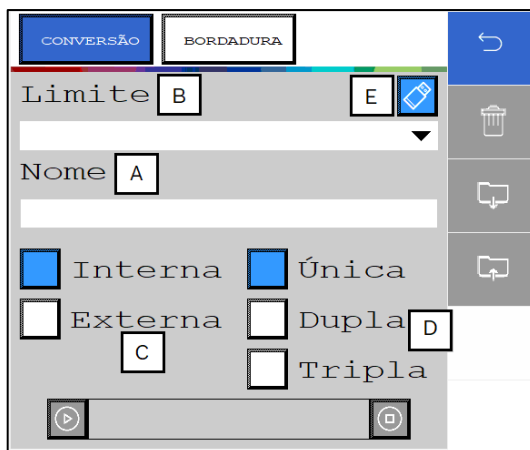 CONVERSÃO BORDADURA
Limite B E
Nome A
Interna Única
Externa Dupla D
C
Tripla